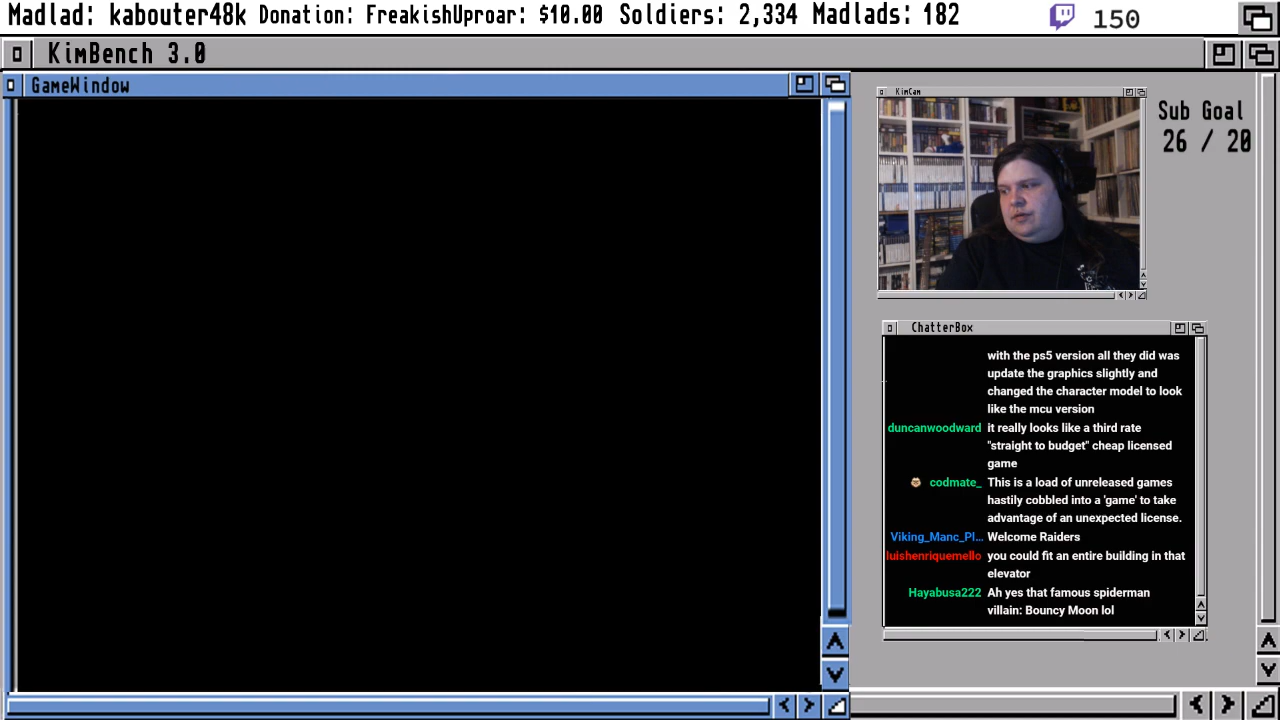 Madlad: kabouter48k Donation: FreakishUproar: $10.00 Soldiers: 2,334 Madlads: 182 150
KimBench 3.0
GameWindow
KimCam
Sub Goal
26 / 20
ChatterBox
with the ps5 version all they did was
update the graphics slightly and
changed the character model to look
like the mcu version
duncanwoodward it really looks like a third rate
"straight to budget" cheap licensed
game
codmate_ This is a load of unreleased games
hastily cobbled into a 'game' to take
advantage of an unexpected license.
Viking_Manc_Pl... Welcome Raiders
luishenriquemello you could fit an entire building in that
elevator
Hayabusa222 Ah yes that famous spiderman
villain: Bouncy Moon lol